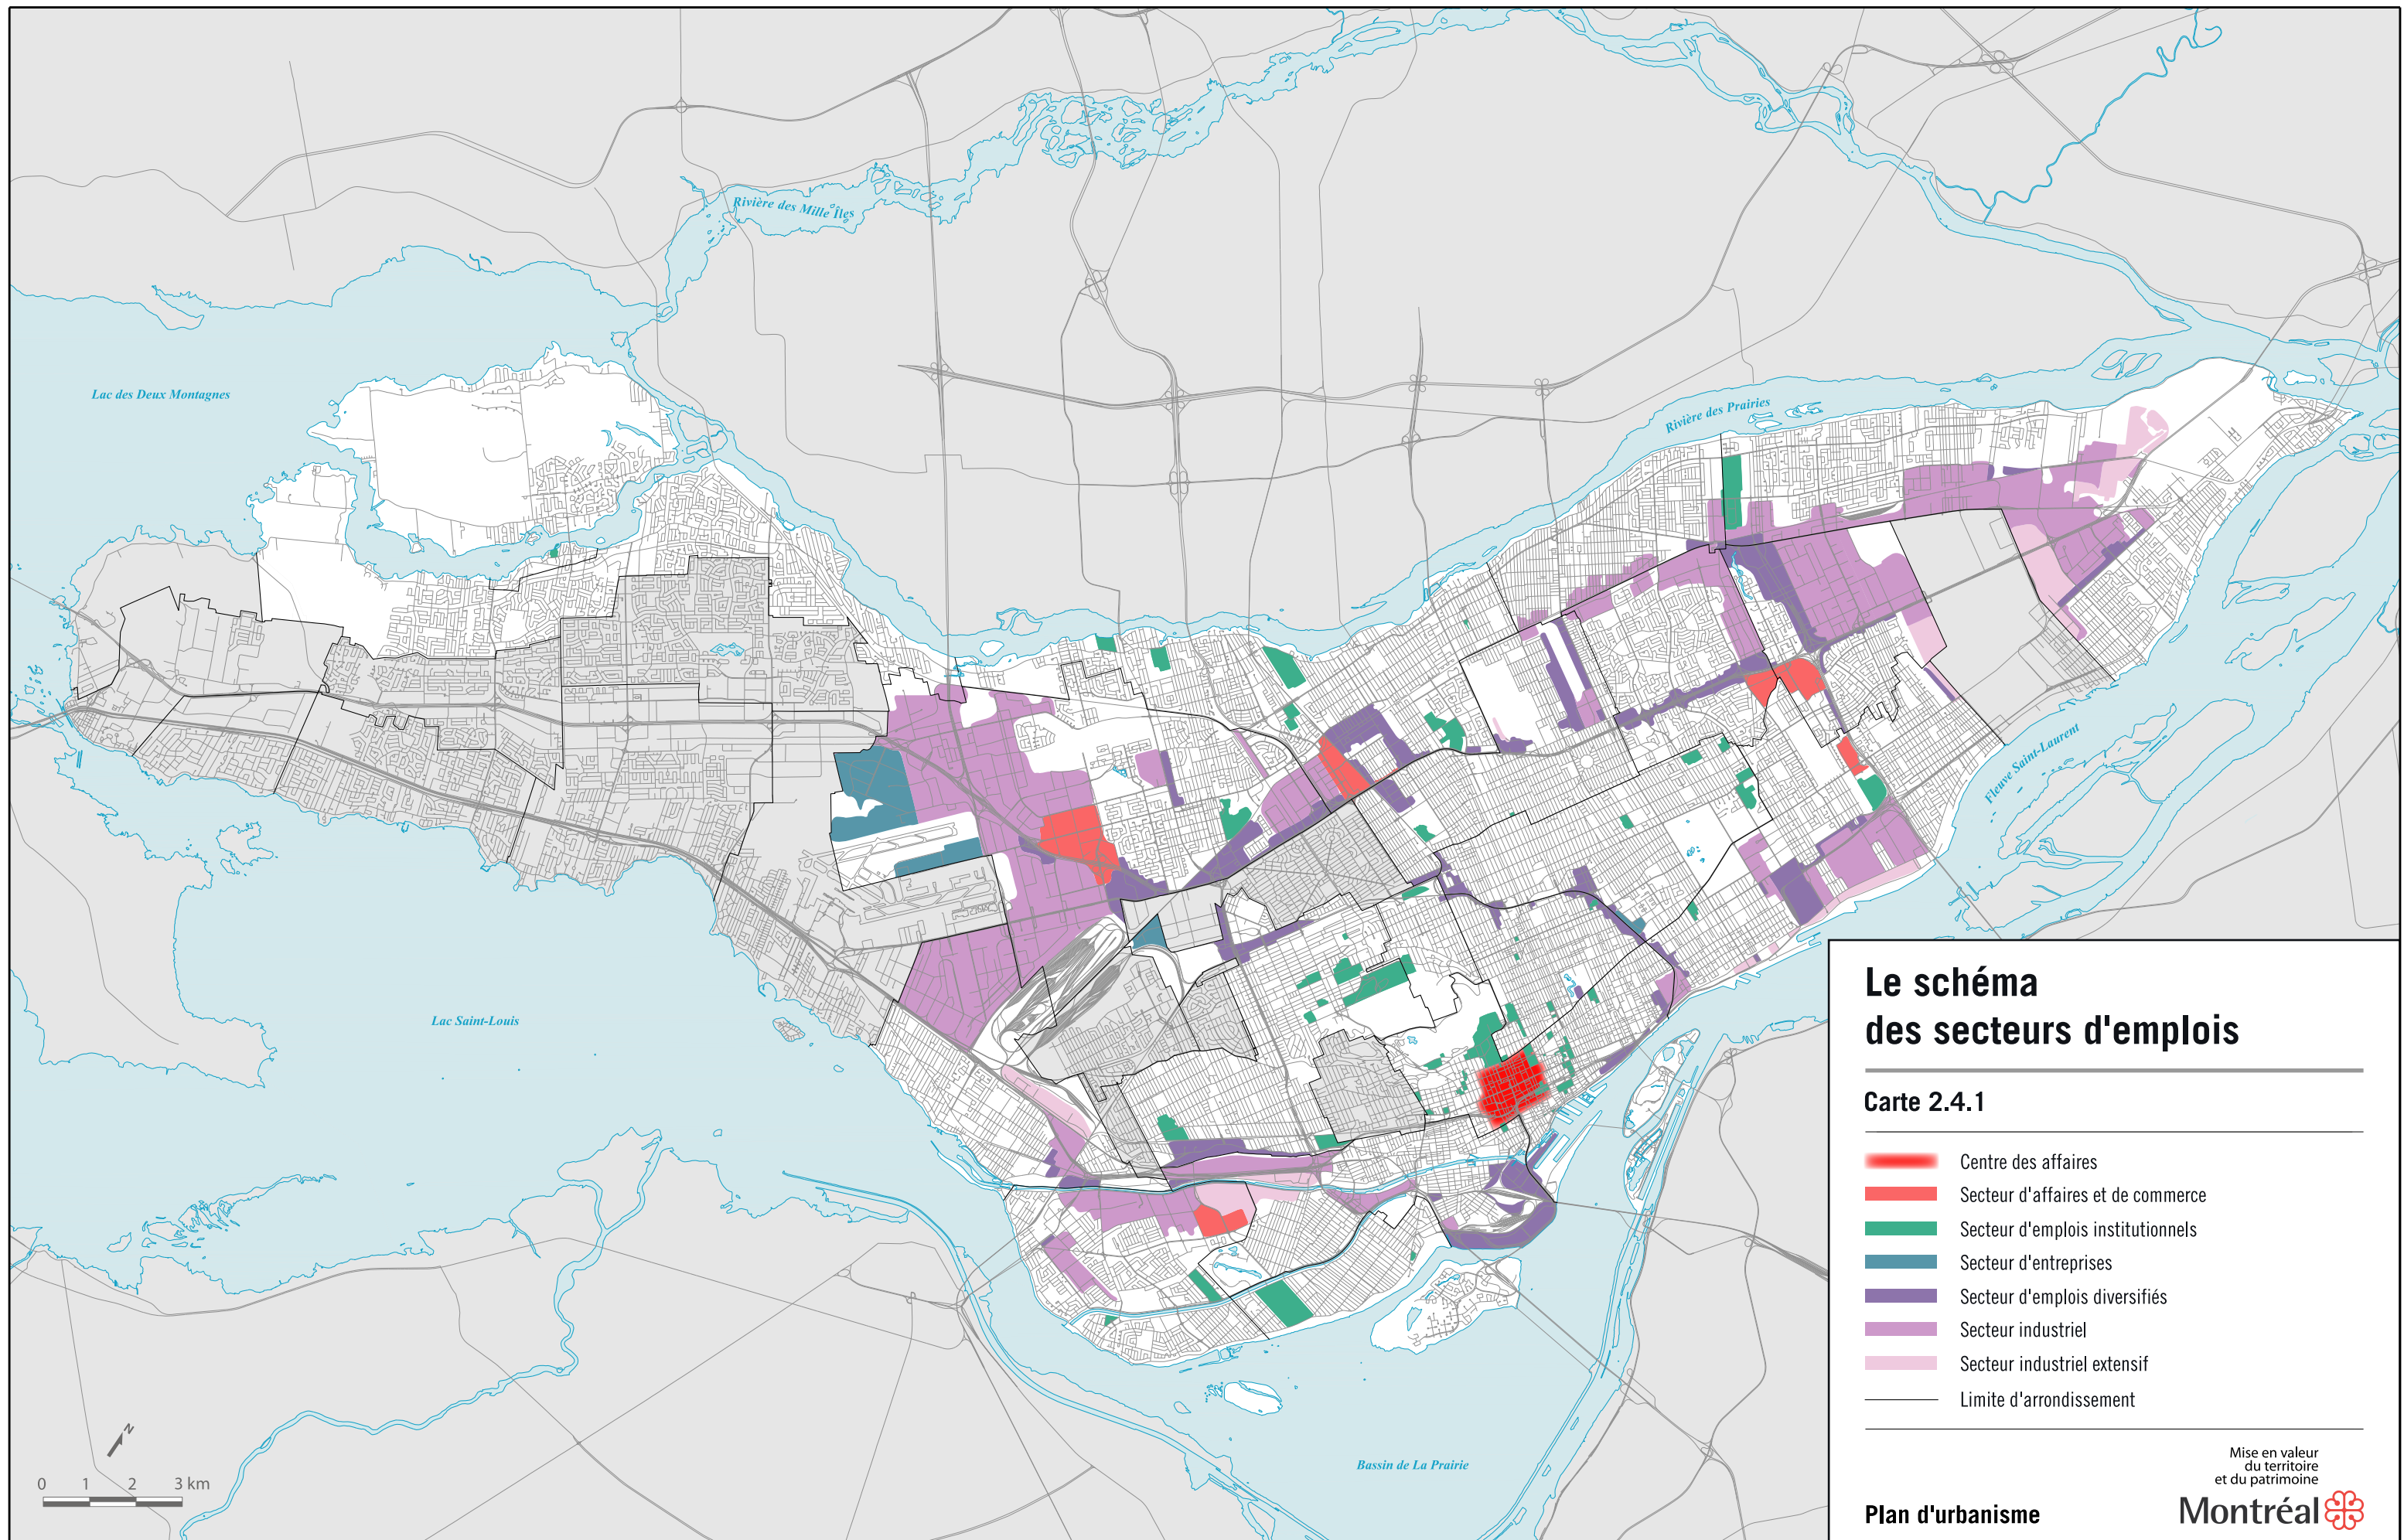 Rivière des Mille Îles
Lac des Deux Montagnes
Rivière des Prairies
Fleuve Saint-Laurent
Lac Saint-Louis
Bassin de La Prairie
N
0 1 2 3 km
Le schéma
des secteurs d'emplois
Carte 2.4.1
Centre des affaires
Secteur d'affaires et de commerce
Secteur d'emplois institutionnels
Secteur d'entreprises
Secteur d'emplois diversifiés
Secteur industriel
Secteur industriel extensif
Limite d'arrondissement
Mise en valeur
du territoire
et du patrimoine
Plan d'urbanisme
Montréal